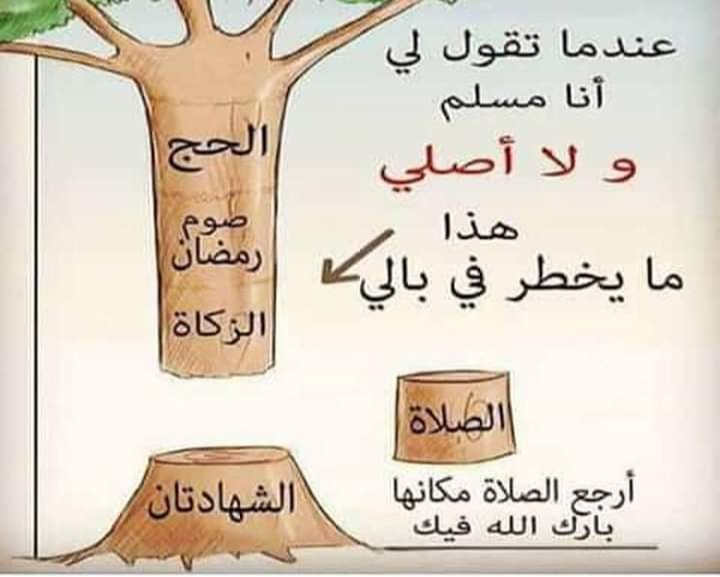 عندما تقول لي
أنا مسلم
و لا أصلي
هذا
ما يخطر في بالي
الحج
صوم
رمضان
الزكاة
الصلاة
الشهادتان
أرجع الصلاة مكانها
بارك الله فيك